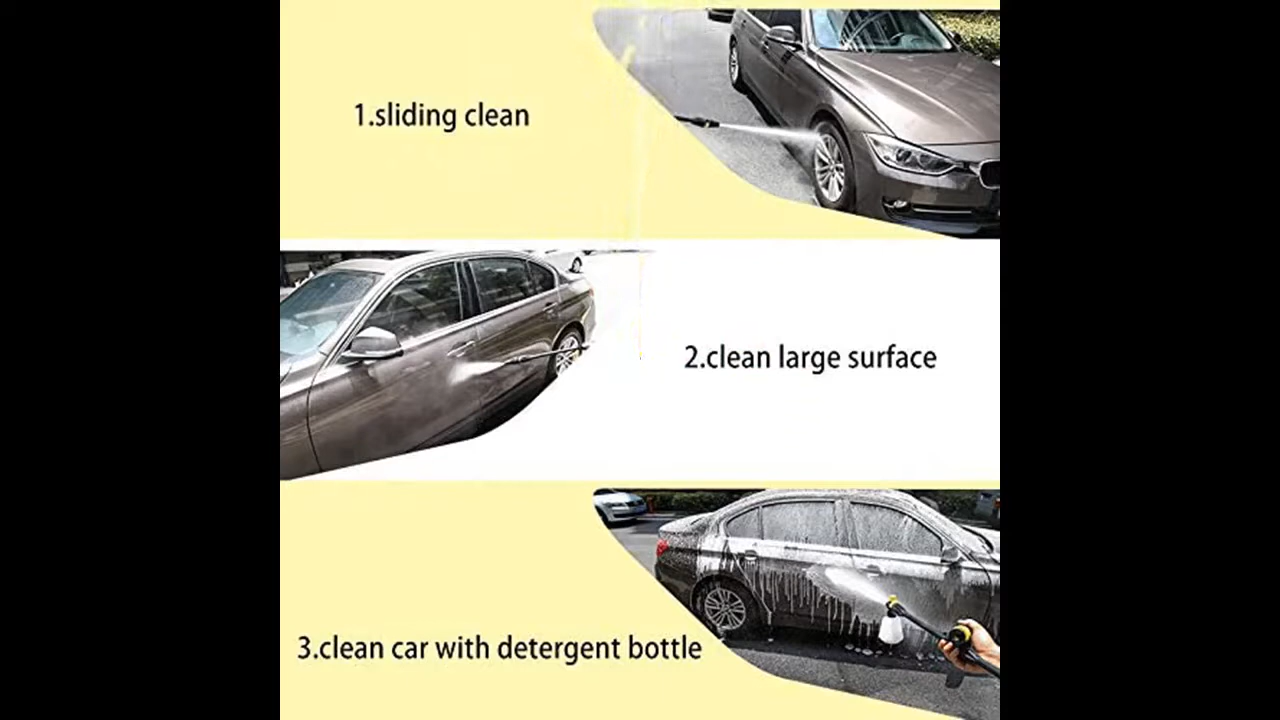 1.sliding clean
2.clean large surface
3.clean car with detergent bottle